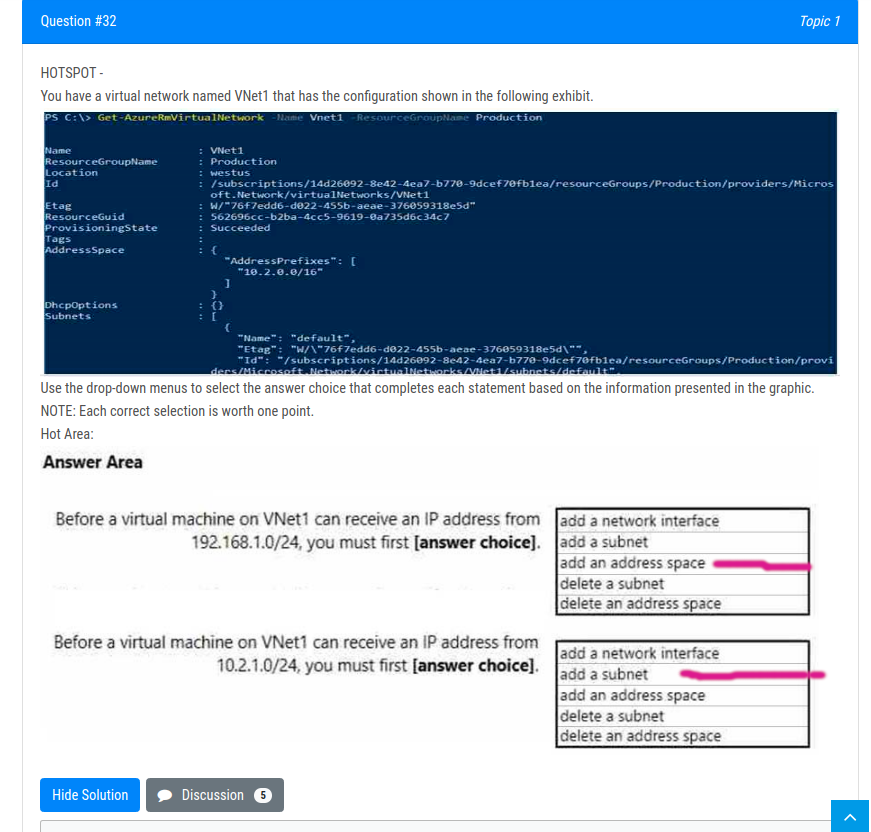 Question #32
Topic 1
HOTSPOT -
You have a virtual network named VNet1 that has the configuration shown in the following exhibit.
PS C:\> Get-AzureRmVirtualNetwork -Name Vnet1 -ResourceGroupName Production
Name : VNet1
ResourceGroupName : Production
Location : westus
Id : /subscriptions/14d26092-8e42-4ea7-b770-9dcef70fb1ea/resourceGroups/Production/providers/Micros
oft.Network/virtualNetworks/VNet1
Etag : W/"76f7edd6-d022-455b-aeae-376059318e5d"
ResourceGuid : 562696cc-b2ba-4cc5-9619-0a735d6c34c7
ProvisioningState : Succeeded
Tags :
AddressSpace : {
"AddressPrefixes": [
"10.2.0.0/16"
]
}
DhcpOptions : {}
Subnets : [
{
"Name": "default",
"Etag": "W/\"76f7edd6-d022-455b-aeae-376059318e5d\"",
"Id": "/subscriptions/14d26092-8e42-4ea7-b770-9dcef70fb1ea/resourceGroups/Production/provi
ders/Microsoft.Network/virtualNetworks/VNet1/subnets/default",
Use the drop-down menus to select the answer choice that completes each statement based on the information presented in the graphic.
NOTE: Each correct selection is worth one point.
Hot Area:
Answer Area
Before a virtual machine on VNet1 can receive an IP address from
192.168.1.0/24, you must first [answer choice].
add a network interface
add a subnet
add an address space
delete a subnet
delete an address space
Before a virtual machine on VNet1 can receive an IP address from
10.2.1.0/24, you must first [answer choice].
add a network interface
add a subnet
add an address space
delete a subnet
delete an address space
Hide Solution
Discussion 5